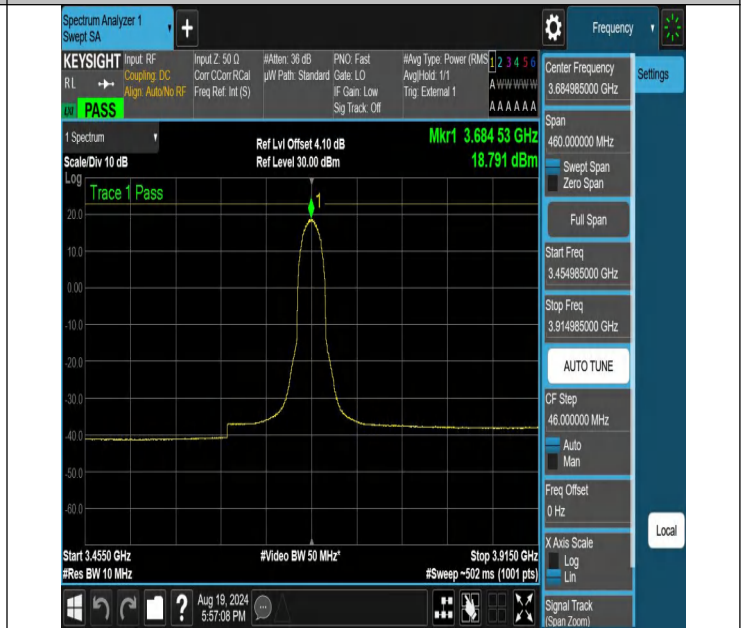 Spectrum Analyzer 1
Swept SA
+
Frequency
KEYSIGHT
RL
PASS
Input: RF
Coupling: DC
Align: Auto/No RF
Input Z: 50 Ω
Corr CCorr RCal
Freq Ref: Int (S)
#Atten: 36 dB
µW Path: Standard
PNO: Fast
Gate: LO
IF Gain: Low
Sig Track: Off
#Avg Type: Power (RMS
Avg|Hold: 1/1
Trig: External 1
1 2 3 4 5 6
A W W W W W
A A A A A A
1 Spectrum
Scale/Div 10 dB
Ref Lvl Offset 4.10 dB
Ref Level 30.00 dBm
Mkr1 3.684 53 GHz
18.791 dBm
Log
Trace 1 Pass
1
20.0
10.0
0.00
-10.0
-20.0
-30.0
-40.0
-50.0
-60.0
Start 3.4550 GHz
#Res BW 10 MHz
#Video BW 50 MHz*
Stop 3.9150 GHz
#Sweep ~502 ms (1001 pts)
Center Frequency
3.684985000 GHz
Settings
Span
460.000000 MHz
Swept Span
Zero Span
Full Span
Start Freq
3.454985000 GHz
Stop Freq
3.914985000 GHz
AUTO TUNE
CF Step
46.000000 MHz
Auto
Man
Freq Offset
0 Hz
X Axis Scale
Log
Lin
Local
Signal Track
(Span Zoom)
?
Aug 19, 2024
5:57:08 PM